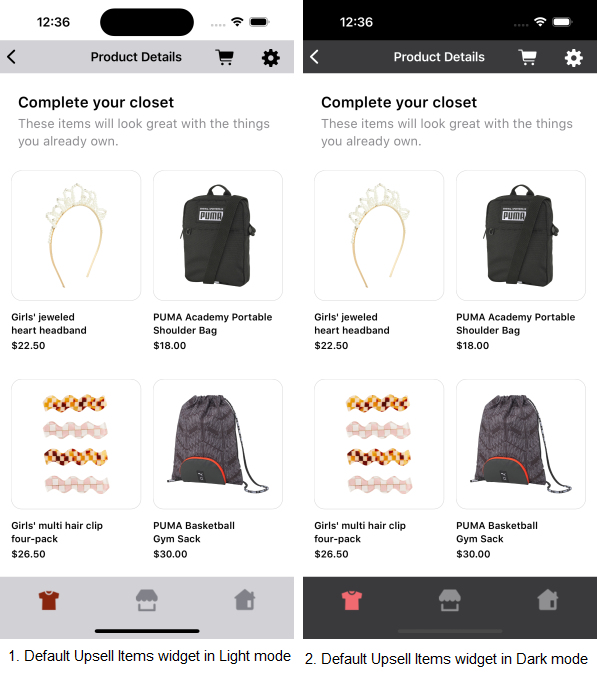 12:36
Product Details
Complete your closet
These items will look great with the things
you already own.
PUMA
Girls' jeweled
heart headband
$22.50
PUMA Academy Portable
Shoulder Bag
$18.00
Girls' multi hair clip
four-pack
$26.50
PUMA Basketball
Gym Sack
$30.00
1. Default Upsell Items widget in Light mode
12:36
Product Details
Complete your closet
These items will look great with the things
you already own.
PUMA
Girls' jeweled
heart headband
$22.50
PUMA Academy Portable
Shoulder Bag
$18.00
Girls' multi hair clip
four-pack
$26.50
PUMA Basketball
Gym Sack
$30.00
2. Default Upsell Items widget in Dark mode